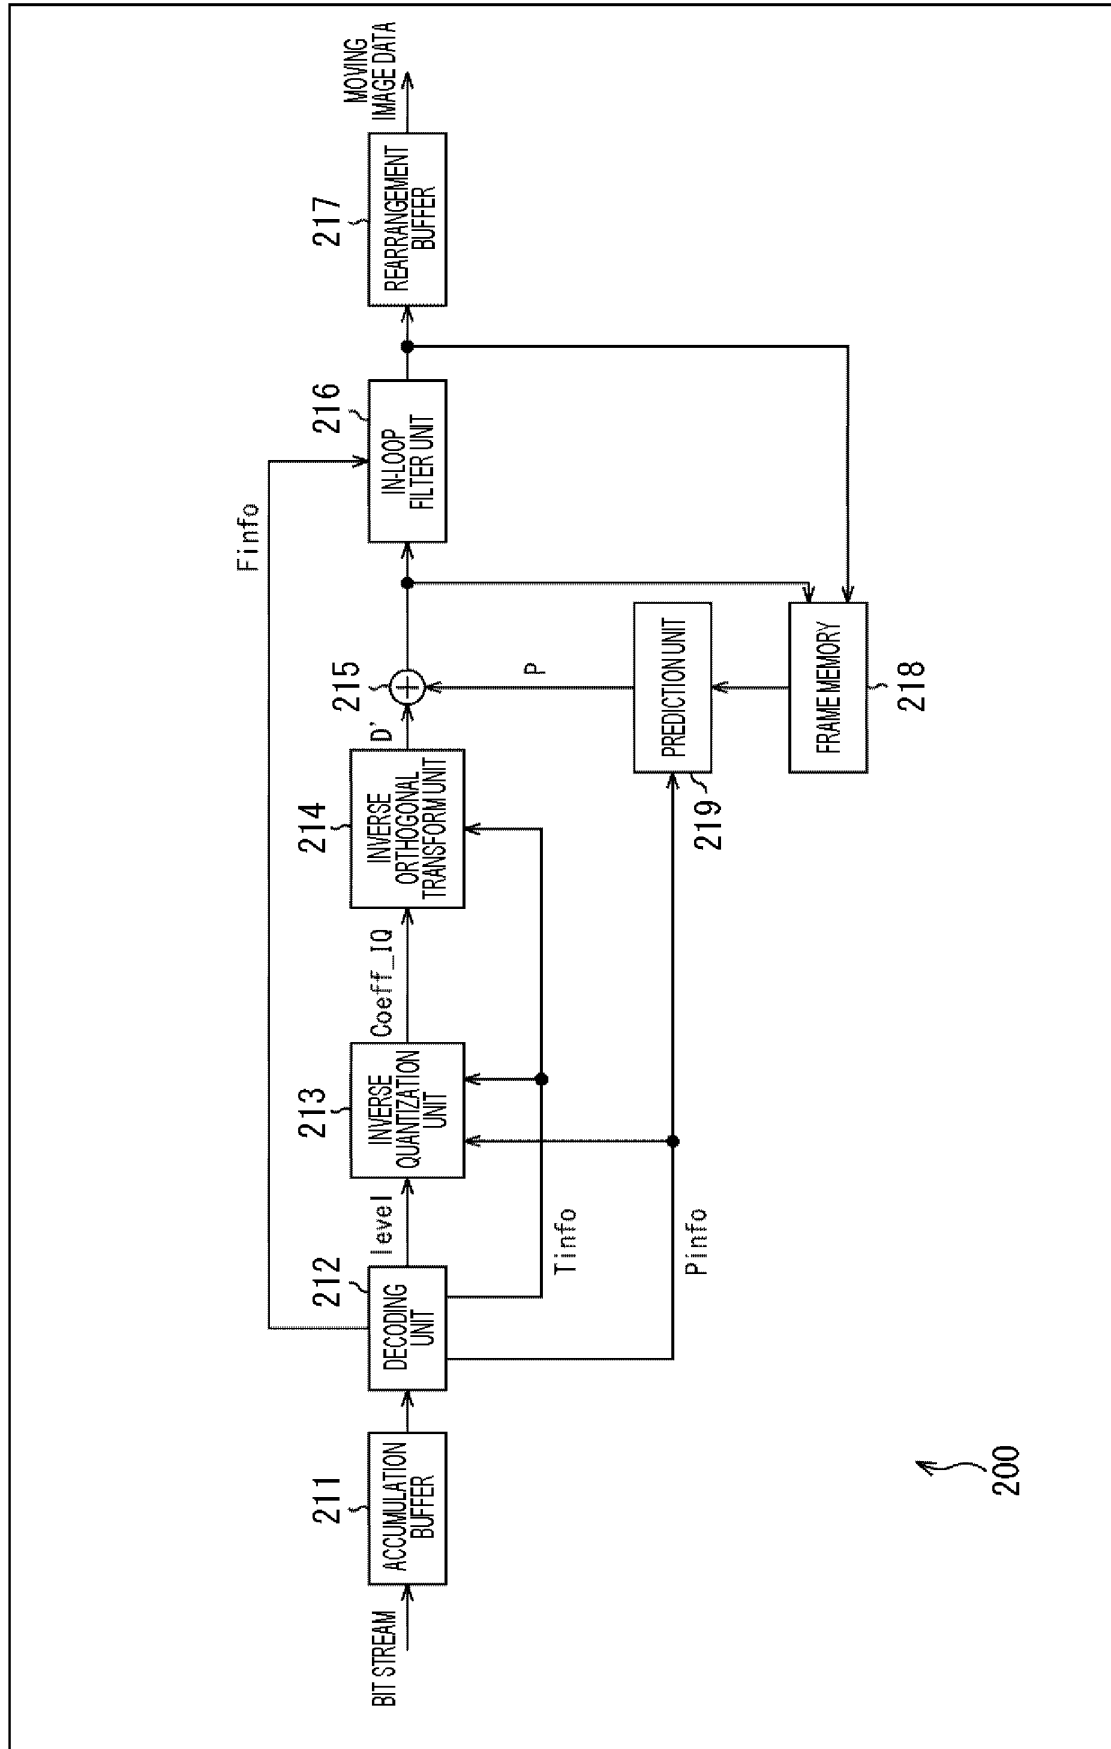 BIT STREAM
211
ACCUMULATION
BUFFER
212
DECODING
UNIT
level
Tinfo
Pinfo
Finfo
213
INVERSE
QUANTIZATION
UNIT
Coeff_IQ
214
INVERSE
ORTHOGONAL
TRANSFORM UNIT
D'
215
P
216
IN-LOOP
FILTER UNIT
217
REARRANGEMENT
BUFFER
MOVING
IMAGE DATA
PREDICTION UNIT
219
FRAME MEMORY
218
200